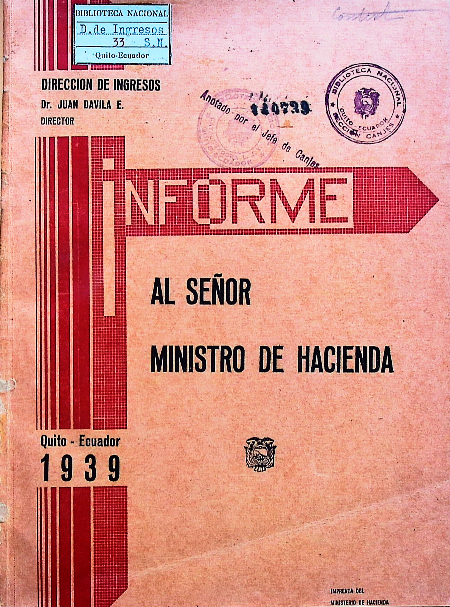 BIBLIOTECA NACIONAL
D. de Ingresos
33 S.N.
Quito-Ecuador
DIRECCION DE INGRESOS
Dr. JUAN DAVILA E.
DIRECTOR
Anotado por el Jefe de Canjes
BIBLIOTECA NACIONAL
QUITO ECUADOR
SECCION CANJES
INFORME
AL SEÑOR
MINISTRO DE HACIENDA
Quito - Ecuador
1939
IMPRENTA DEL
MINISTERIO DE HACIENDA